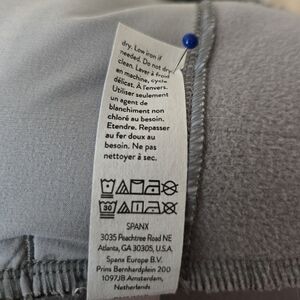 dry. Low iron if
needed. Do not dry
clean. Laver à froid
en machine, cycle
délicat. À l'envers.
Utiliser seulement
un agent de
blanchiment non
chloré au besoin.
Etendre. Repasser
au fer doux au
besoin. Ne pas
nettoyer à sec.
30
SPANX
3035 Peachtree Road NE
Atlanta, GA 30305, U.S.A.
Spanx Europe B.V.
Prins Bernhardplein 200
1097JB Amsterdam,
Netherlands